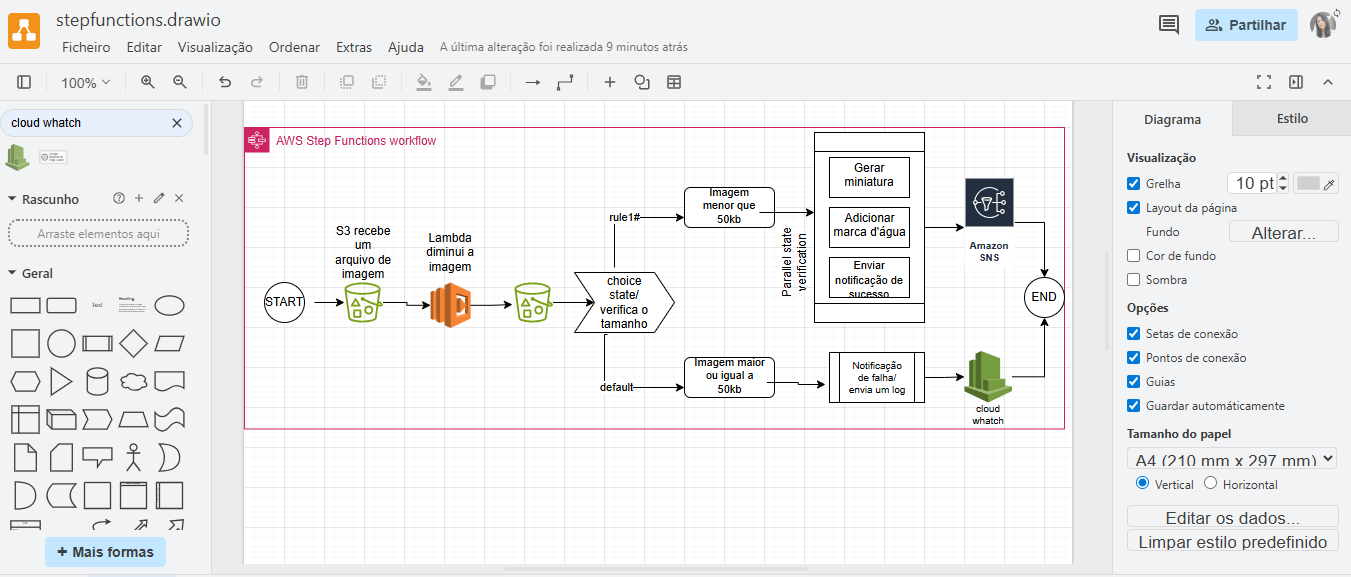 stepfunctions.drawio
Ficheiro Editar Visualização Ordenar Extras Ajuda A última alteração foi realizada 9 minutos atrás
Partilhar
100%
cloud whatch
Rascunho
Arraste elementos aqui
Geral
Text
Heading
+ Mais formas
AWS Step Functions workflow
START
S3 recebe
um
arquivo de
imagem
Lambda
diminui a
imagem
choice
state/
verifica o
tamanho
rule1#
default
Imagem
menor que
50kb
Imagem maior
ou igual a
50kb
Parallel state
verification
Gerar
miniatura
Adicionar
marca d'água
Enviar
notificação de
sucesso
Notificação
de falha/
envia um log
Amazon
SNS
cloud
whatch
END
Diagrama
Estilo
Visualização
Grelha
10 pt
Layout da página
Fundo
Alterar...
Cor de fundo
Sombra
Opções
Setas de conexão
Pontos de conexão
Guias
Guardar automáticamente
Tamanho do papel
A4 (210 mm x 297 mm)
Vertical Horizontal
Editar os dados...
Limpar estilo predefinido